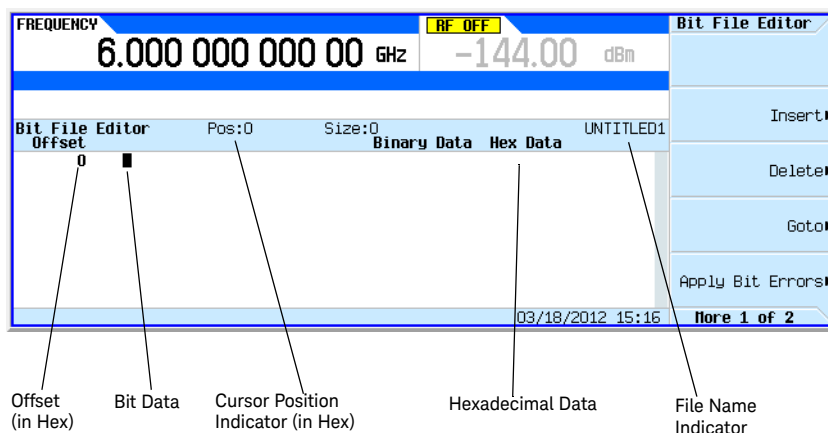 FREQUENCY
6.000 000 000 00 GHz
RF OFF
-144.00 dBm
Bit File Editor
Insert
Delete
Goto
Apply Bit Errors
More 1 of 2
Bit File Editor Pos:0 Size:0 UNTITLED1
Offset Binary Data Hex Data
0
03/18/2012 15:16
Offset
(in Hex)
Bit Data
Cursor Position
Indicator (in Hex)
Hexadecimal Data
File Name
Indicator